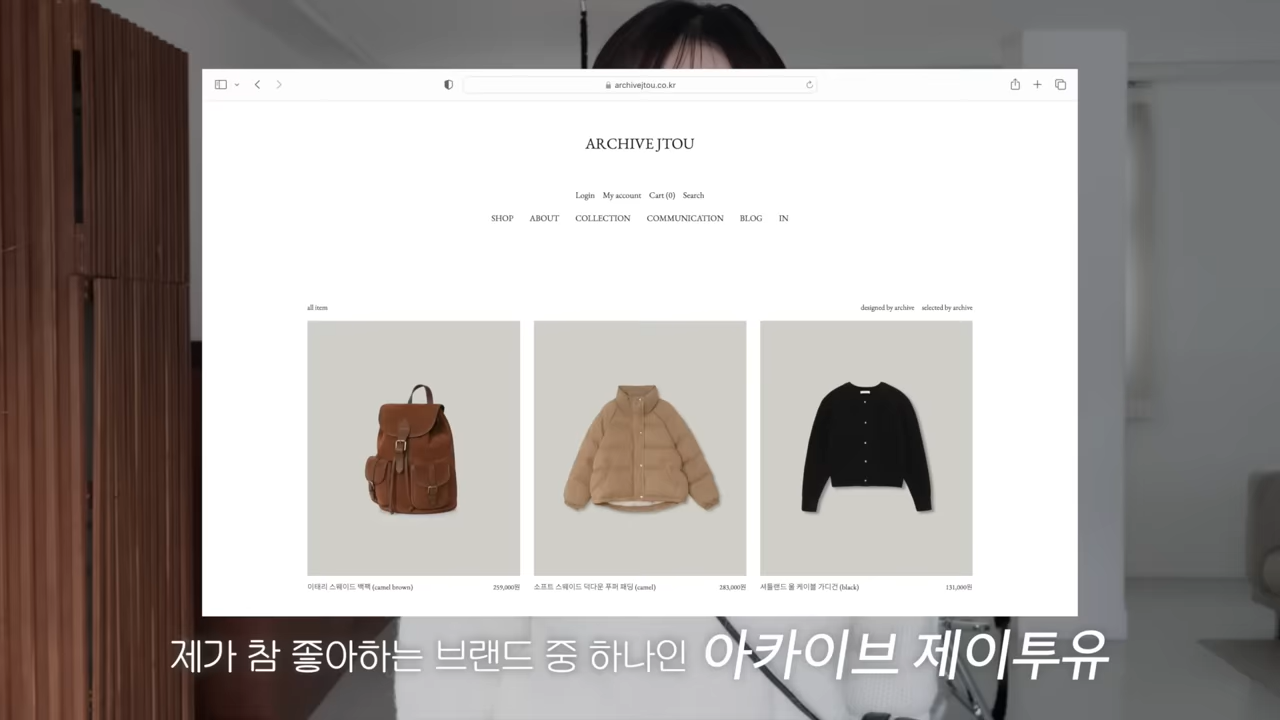 archivejtou.co.kr
ARCHIVE JTOU
Login My account Cart (0) Search
SHOP ABOUT COLLECTION COMMUNICATION BLOG IN
all item designed by archive selected by archive
이태리 스웨이드 백팩 (camel brown) 259,000원 소프트 스웨이드 덕다운 푸퍼 패딩 (camel) 283,000원 셔틀랜드 울 케이블 가디건 (black) 131,000원
제가 참 좋아하는 브랜드 중 하나인 아카이브 제이투유